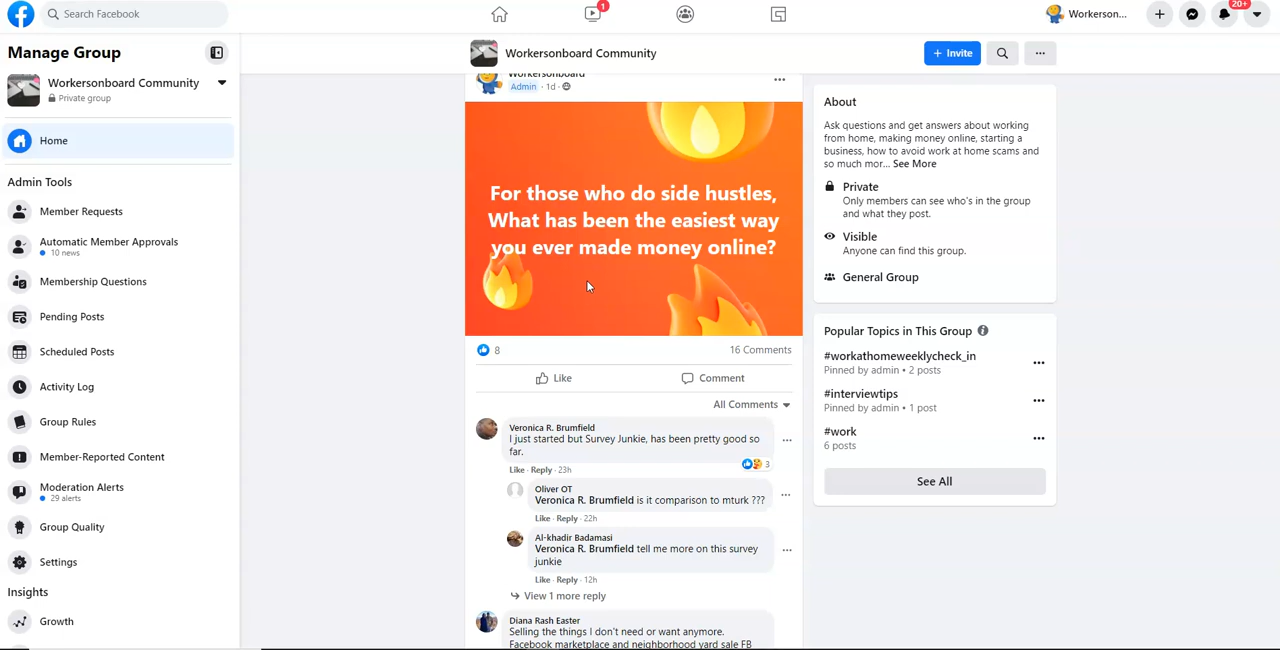 Search Facebook
1
Workerson...
20+
Manage Group
Workersonboard Community
Private group
Home
Admin Tools
Member Requests
Automatic Member Approvals
10 news
Membership Questions
Pending Posts
Scheduled Posts
Activity Log
Group Rules
Member-Reported Content
Moderation Alerts
29 alerts
Group Quality
Settings
Insights
Growth
Workersonboard Community
+ Invite
Workersonboard
Admin · 1d ·
For those who do side hustles,
What has been the easiest way
you ever made money online?
8
16 Comments
Like
Comment
All Comments
Veronica R. Brumfield
I just started but Survey Junkie, has been pretty good so
far.
3
Like · Reply · 23h
Oliver OT
Veronica R. Brumfield is it comparison to mturk ???
Like · Reply · 22h
Al-khadir Badamasi
Veronica R. Brumfield tell me more on this survey
junkie
Like · Reply · 12h
View 1 more reply
Diana Rash Easter
Selling the things I don't need or want anymore.
Facebook marketplace and neighborhood yard sale FB
About
Ask questions and get answers about working
from home, making money online, starting a
business, how to avoid work at home scams and
so much mor... See More
Private
Only members can see who's in the group
and what they post.
Visible
Anyone can find this group.
General Group
Popular Topics in This Group
#workathomeweeklycheck_in
Pinned by admin • 2 posts
#interviewtips
Pinned by admin • 1 post
#work
6 posts
See All